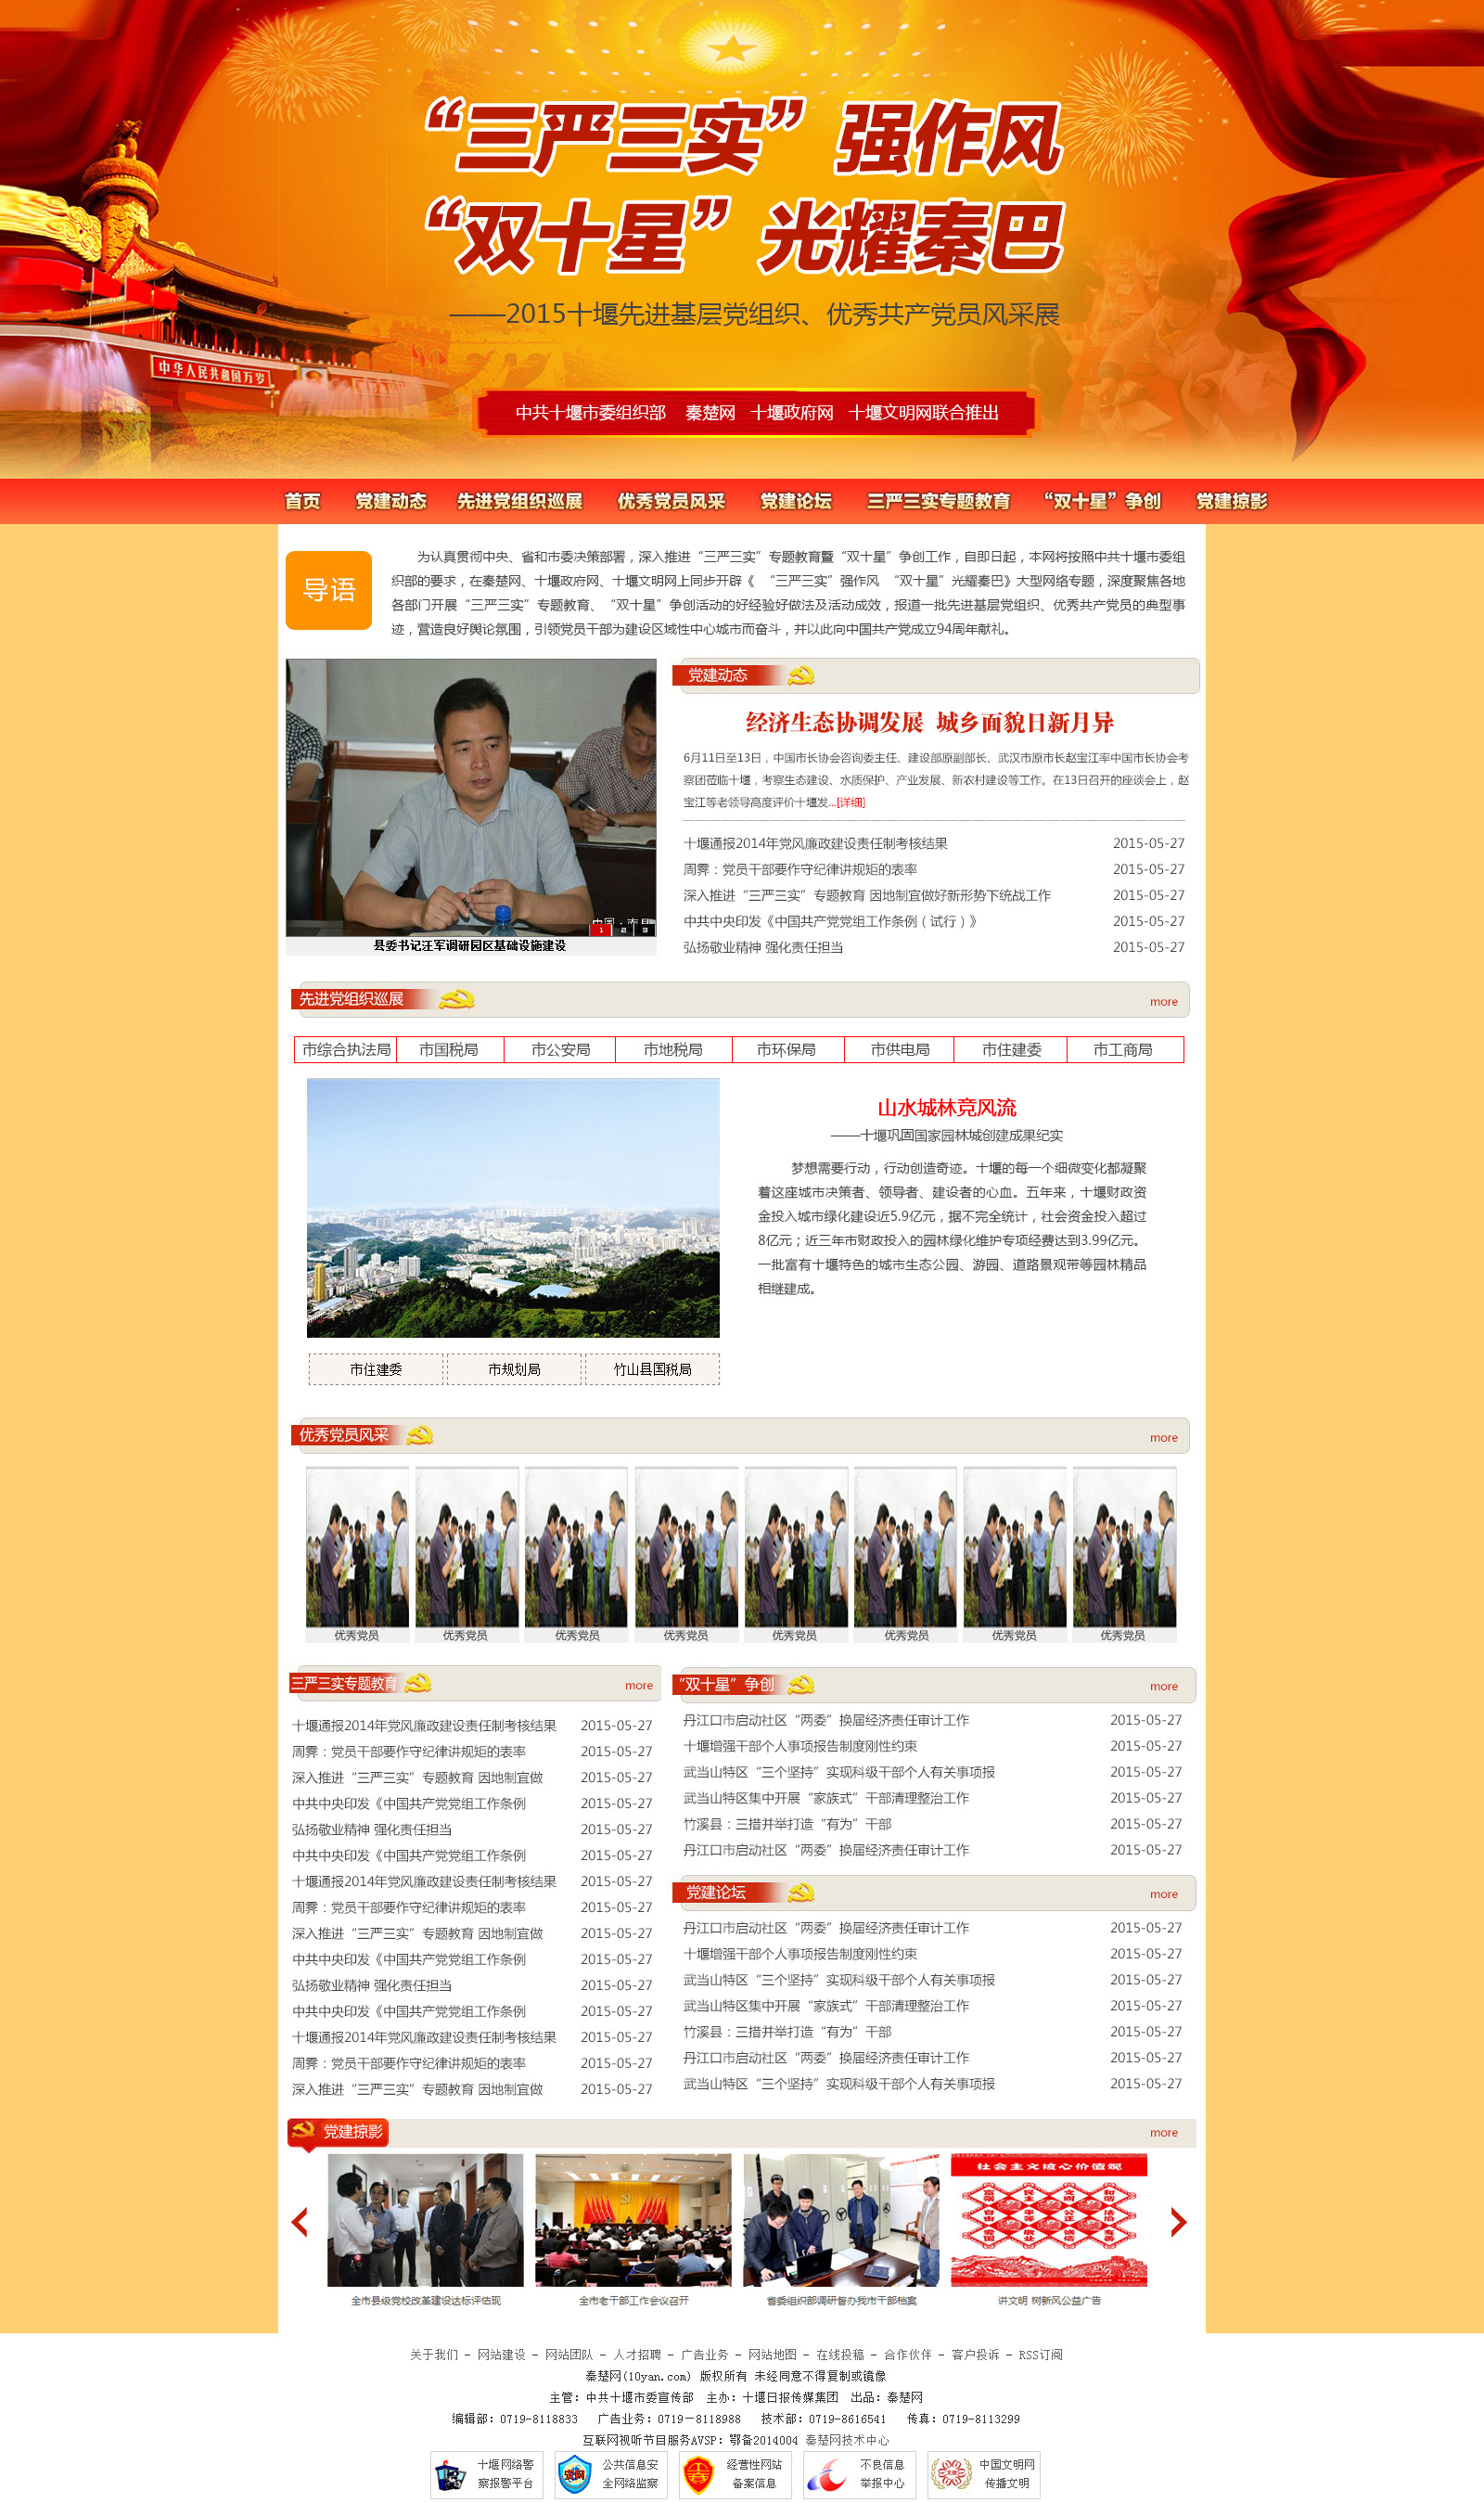 “三严三实”强作风
“双十星”光耀秦巴
——2015十堰先进基层党组织、优秀共产党员风采展
中华人民共和国万岁
中共十堰市委组织部 秦楚网 十堰政府网 十堰文明网联合推出
首页 党建动态 先进党组织巡展 优秀党员风采 党建论坛 三严三实专题教育 “双十星”争创 党建掠影
导语
为认真贯彻中央、省和市委决策部署，深入推进“三严三实”专题教育暨“双十星”争创工作，自即日起，本网将按照中共十堰市委组
织部的要求，在秦楚网、十堰政府网、十堰文明网上同步开辟《 “三严三实”强作风 “双十星”光耀秦巴》大型网络专题，深度聚焦各地
各部门开展“三严三实”专题教育、“双十星”争创活动的好经验好做法及活动成效，报道一批先进基层党组织、优秀共产党员的典型事
迹，营造良好舆论氛围，引领党员干部为建设区域性中心城市而奋斗，并以此向中国共产党成立94周年献礼。
1 2 3
县委书记汪军调研园区基础设施建设
党建动态
经济生态协调发展 城乡面貌日新月异
6月11日至13日，中国市长协会咨询委主任、建设部原副部长、武汉市原市长赵宝江率中国市长协会考
察团莅临十堰，考察生态建设、水质保护、产业发展、新农村建设等工作。在13日召开的座谈会上，赵
宝江等老领导高度评价十堰发...[详细]
十堰通报2014年党风廉政建设责任制考核结果 2015-05-27
周霁：党员干部要作守纪律讲规矩的表率 2015-05-27
深入推进“三严三实”专题教育 因地制宜做好新形势下统战工作 2015-05-27
中共中央印发《中国共产党党组工作条例（试行）》 2015-05-27
弘扬敬业精神 强化责任担当 2015-05-27
先进党组织巡展 more
市综合执法局 市国税局 市公安局 市地税局 市环保局 市供电局 市住建委 市工商局
山水城林竞风流
——十堰巩固国家园林城创建成果纪实
梦想需要行动，行动创造奇迹。十堰的每一个细微变化都凝聚
着这座城市决策者、领导者、建设者的心血。五年来，十堰财政资
金投入城市绿化建设近5.9亿元，据不完全统计，社会资金投入超过
8亿元；近三年市财政投入的园林绿化维护专项经费达到3.99亿元。
一批富有十堰特色的城市生态公园、游园、道路景观带等园林精品
相继建成。
市住建委 市规划局 竹山县国税局
优秀党员风采 more
优秀党员 优秀党员 优秀党员 优秀党员 优秀党员 优秀党员 优秀党员 优秀党员
三严三实专题教育 more
十堰通报2014年党风廉政建设责任制考核结果 2015-05-27
周霁：党员干部要作守纪律讲规矩的表率 2015-05-27
深入推进“三严三实”专题教育 因地制宜做 2015-05-27
中共中央印发《中国共产党党组工作条例 2015-05-27
弘扬敬业精神 强化责任担当 2015-05-27
中共中央印发《中国共产党党组工作条例 2015-05-27
十堰通报2014年党风廉政建设责任制考核结果 2015-05-27
周霁：党员干部要作守纪律讲规矩的表率 2015-05-27
深入推进“三严三实”专题教育 因地制宜做 2015-05-27
中共中央印发《中国共产党党组工作条例 2015-05-27
弘扬敬业精神 强化责任担当 2015-05-27
中共中央印发《中国共产党党组工作条例 2015-05-27
十堰通报2014年党风廉政建设责任制考核结果 2015-05-27
周霁：党员干部要作守纪律讲规矩的表率 2015-05-27
深入推进“三严三实”专题教育 因地制宜做 2015-05-27
“双十星”争创 more
丹江口市启动社区“两委”换届经济责任审计工作 2015-05-27
十堰增强干部个人事项报告制度刚性约束 2015-05-27
武当山特区“三个坚持”实现科级干部个人有关事项报 2015-05-27
武当山特区集中开展“家族式”干部清理整治工作 2015-05-27
竹溪县：三措并举打造“有为”干部 2015-05-27
丹江口市启动社区“两委”换届经济责任审计工作 2015-05-27
党建论坛 more
丹江口市启动社区“两委”换届经济责任审计工作 2015-05-27
十堰增强干部个人事项报告制度刚性约束 2015-05-27
武当山特区“三个坚持”实现科级干部个人有关事项报 2015-05-27
武当山特区集中开展“家族式”干部清理整治工作 2015-05-27
竹溪县：三措并举打造“有为”干部 2015-05-27
丹江口市启动社区“两委”换届经济责任审计工作 2015-05-27
武当山特区“三个坚持”实现科级干部个人有关事项报 2015-05-27
党建掠影 more
社会主义核心价值观
全市县级党校改革建设达标评估现 全市老干部工作会议召开 省委组织部调研督办我市干部档案 讲文明 树新风公益广告
关于我们 - 网站建设 - 网站团队 - 人才招聘 - 广告业务 - 网站地图 - 在线投稿 - 合作伙伴 - 客户投诉 - RSS订阅
秦楚网(10yan.com) 版权所有 未经同意不得复制或镜像
主管：中共十堰市委宣传部 主办：十堰日报传媒集团 出品：秦楚网
编辑部：0719-8118833 广告业务：0719-8118988 技术部：0719-8616541 传真：0719-8113299
互联网视听节目服务AVSP：鄂备2014004 秦楚网技术中心
十堰网络警
察报警平台
公共信息安
全网络监察
经营性网站
备案信息
不良信息
举报中心
中国文明网
传播文明